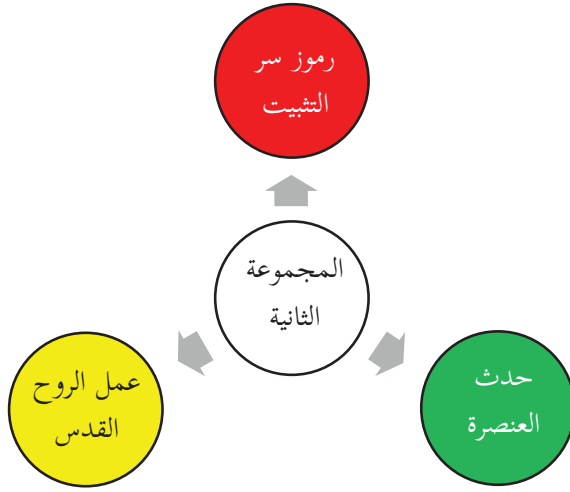 رموز سر
التثبيت
المجموعة
الثانية
حدث
العنصرة
عمل الروح
القدس